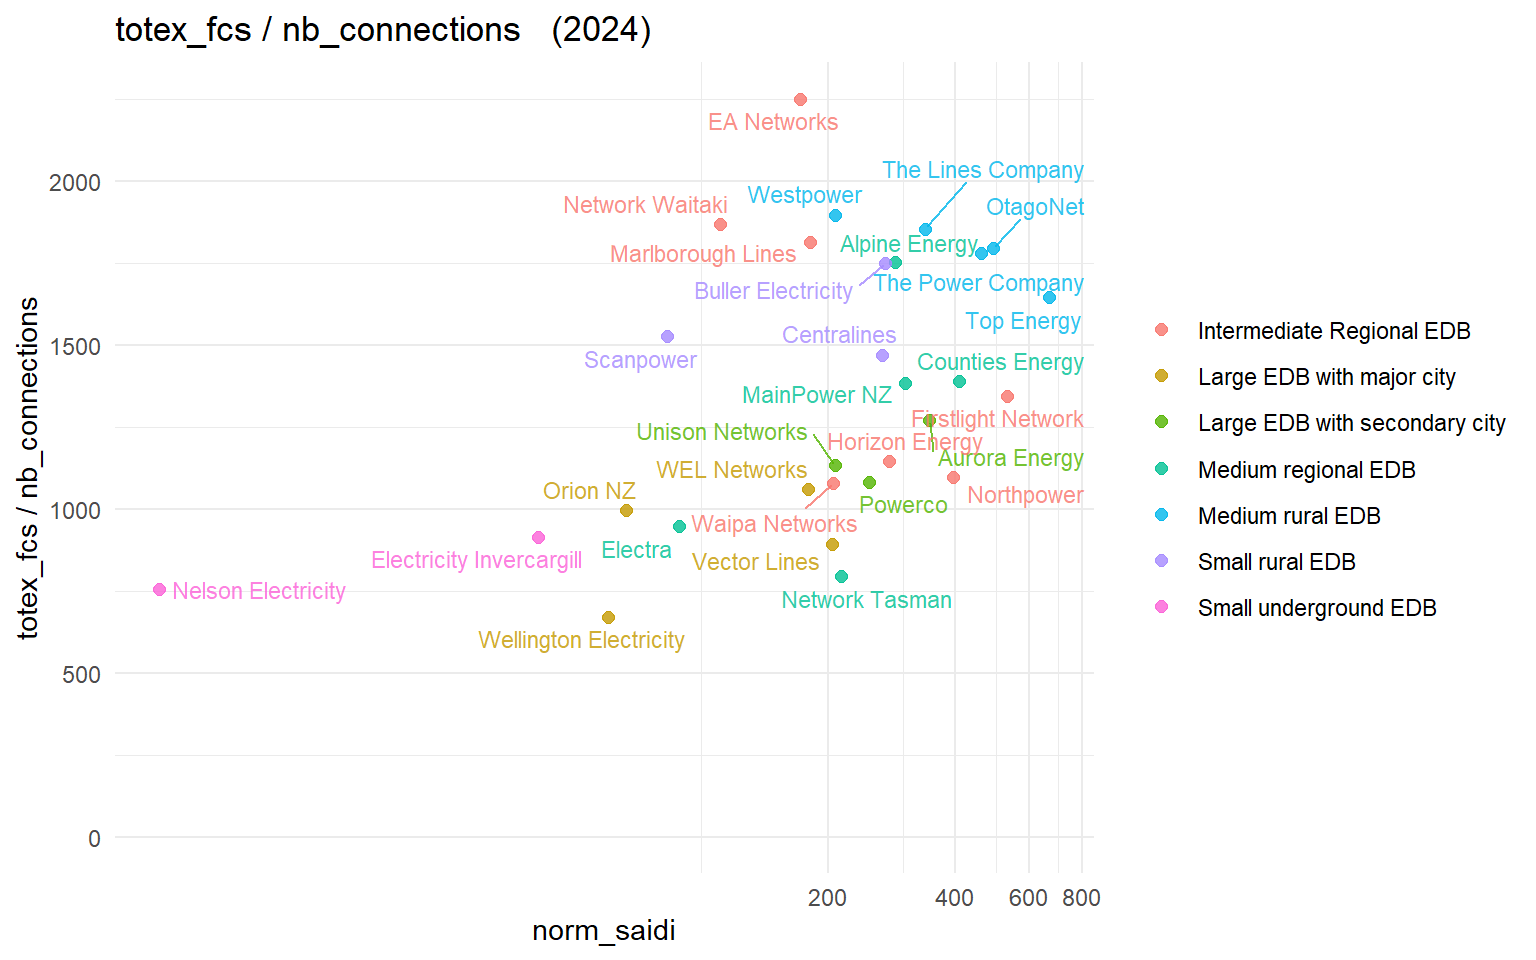 totex_fcs / nb_connections   (2024)
EA Networks
The Lines Company
2000
Westpower
Network Waitaki
OtagoNet
Alpine Energy
Marlborough Lines
The Power Company
Buller Electricity
Top Energy
Centralines
1500
Scanpower
Counties Energy
MainPower NZ
Firstlight Network
Unison Networks
Horizon Energy
Aurora Energy
WEL Networks
Orion NZ
Northpower
Powerco
1000
Waipa Networks
Electra
Electricity Invercargill
Vector Lines
Nelson Electricity
Network Tasman
Wellington Electricity
500
0
totex_fcs / nb_connections
200
400
600
800
norm_saidi
Intermediate Regional EDB
Large EDB with major city
Large EDB with secondary city
Medium regional EDB
Medium rural EDB
Small rural EDB
Small underground EDB